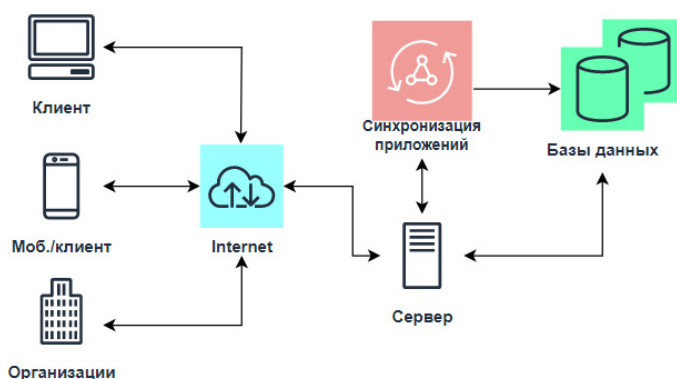 Клиент
Синхронизация
приложений
Базы данных
Моб./клиент
Internet
Сервер
Организации